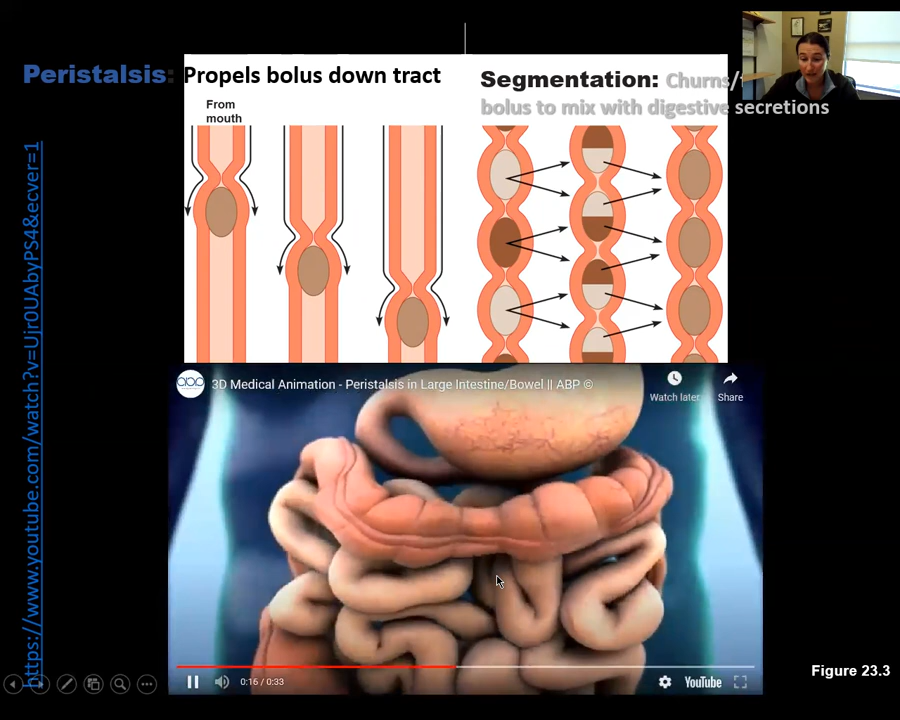 Peristalsis: Propels bolus down tract
From
mouth
Segmentation: Churns/
bolus to mix with digestive secretions
https://www.youtube.com/watch?v=Ujr0UAbyPS4&ecver=1
abp
3D Medical Animation - Peristalsis in Large Intestine/Bowel || ABP ©
Watch later
Share
0:16 / 0:33
YouTube
Figure 23.3